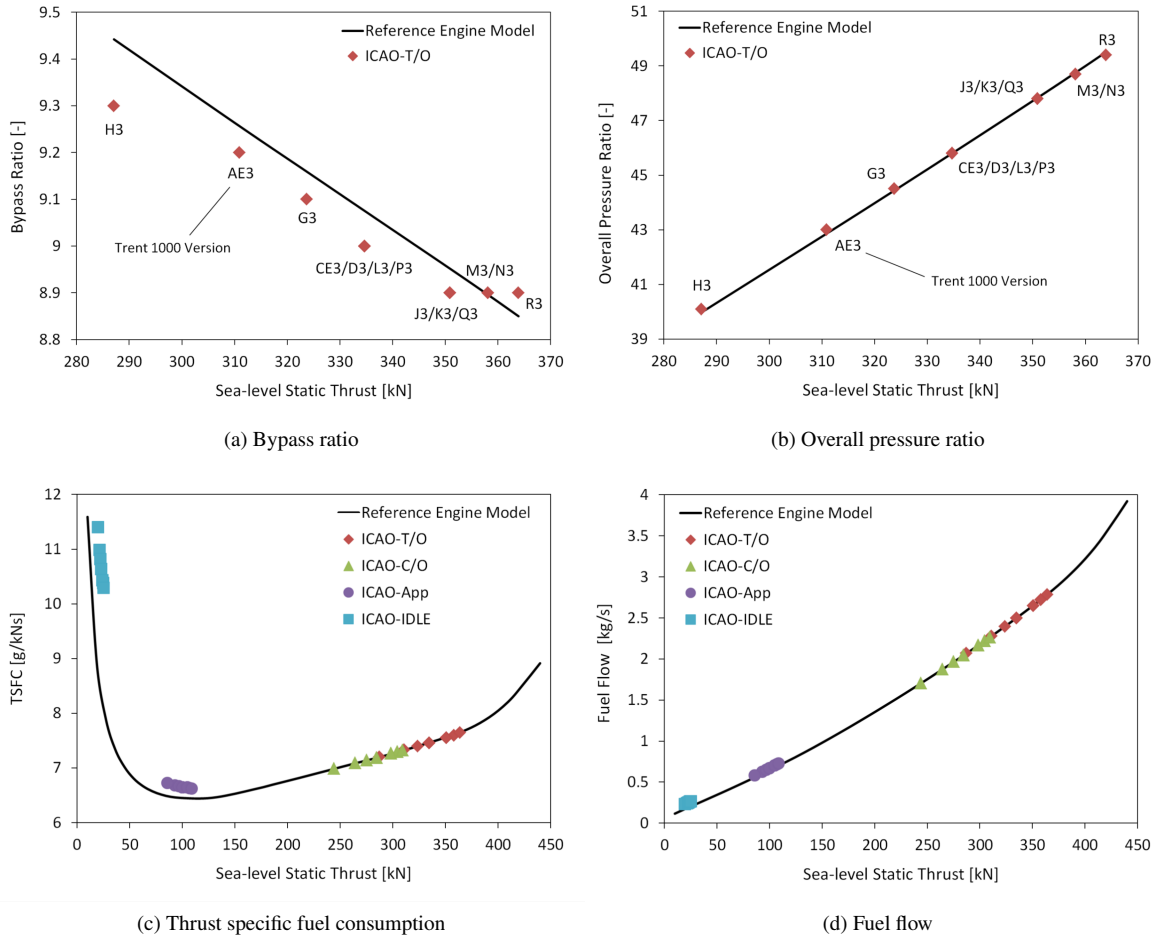 9.5
9.4
9.3
9.2
9.1
9
8.9
8.8
Bypass Ratio [-]
Reference Engine Model
ICAO-T/O
H3
AE3
Trent 1000 Version
G3
CE3/D3/L3/P3
M3/N3
J3/K3/Q3
R3
280 290 300 310 320 330 340 350 360 370
Sea-level Static Thrust [kN]
(a) Bypass ratio
51
49
47
45
43
41
39
Overall Pressure Ratio [-]
Reference Engine Model
ICAO-T/O
R3
J3/K3/Q3
M3/N3
G3
CE3/D3/L3/P3
AE3
Trent 1000 Version
H3
280 290 300 310 320 330 340 350 360 370
Sea-level Static Thrust [kN]
(b) Overall pressure ratio
12
11
10
9
8
7
6
TSFC [g/kNs]
Reference Engine Model
ICAO-T/O
ICAO-C/O
ICAO-App
ICAO-IDLE
0 50 100 150 200 250 300 350 400 450
Sea-level Static Thrust [kN]
(c) Thrust specific fuel consumption
4
3.5
3
2.5
2
1.5
1
0.5
0
Fuel Flow [kg/s]
Reference Engine Model
ICAO-T/O
ICAO-C/O
ICAO-App
ICAO-IDLE
0 50 100 150 200 250 300 350 400 450
Sea-level Static Thrust [kN]
(d) Fuel flow